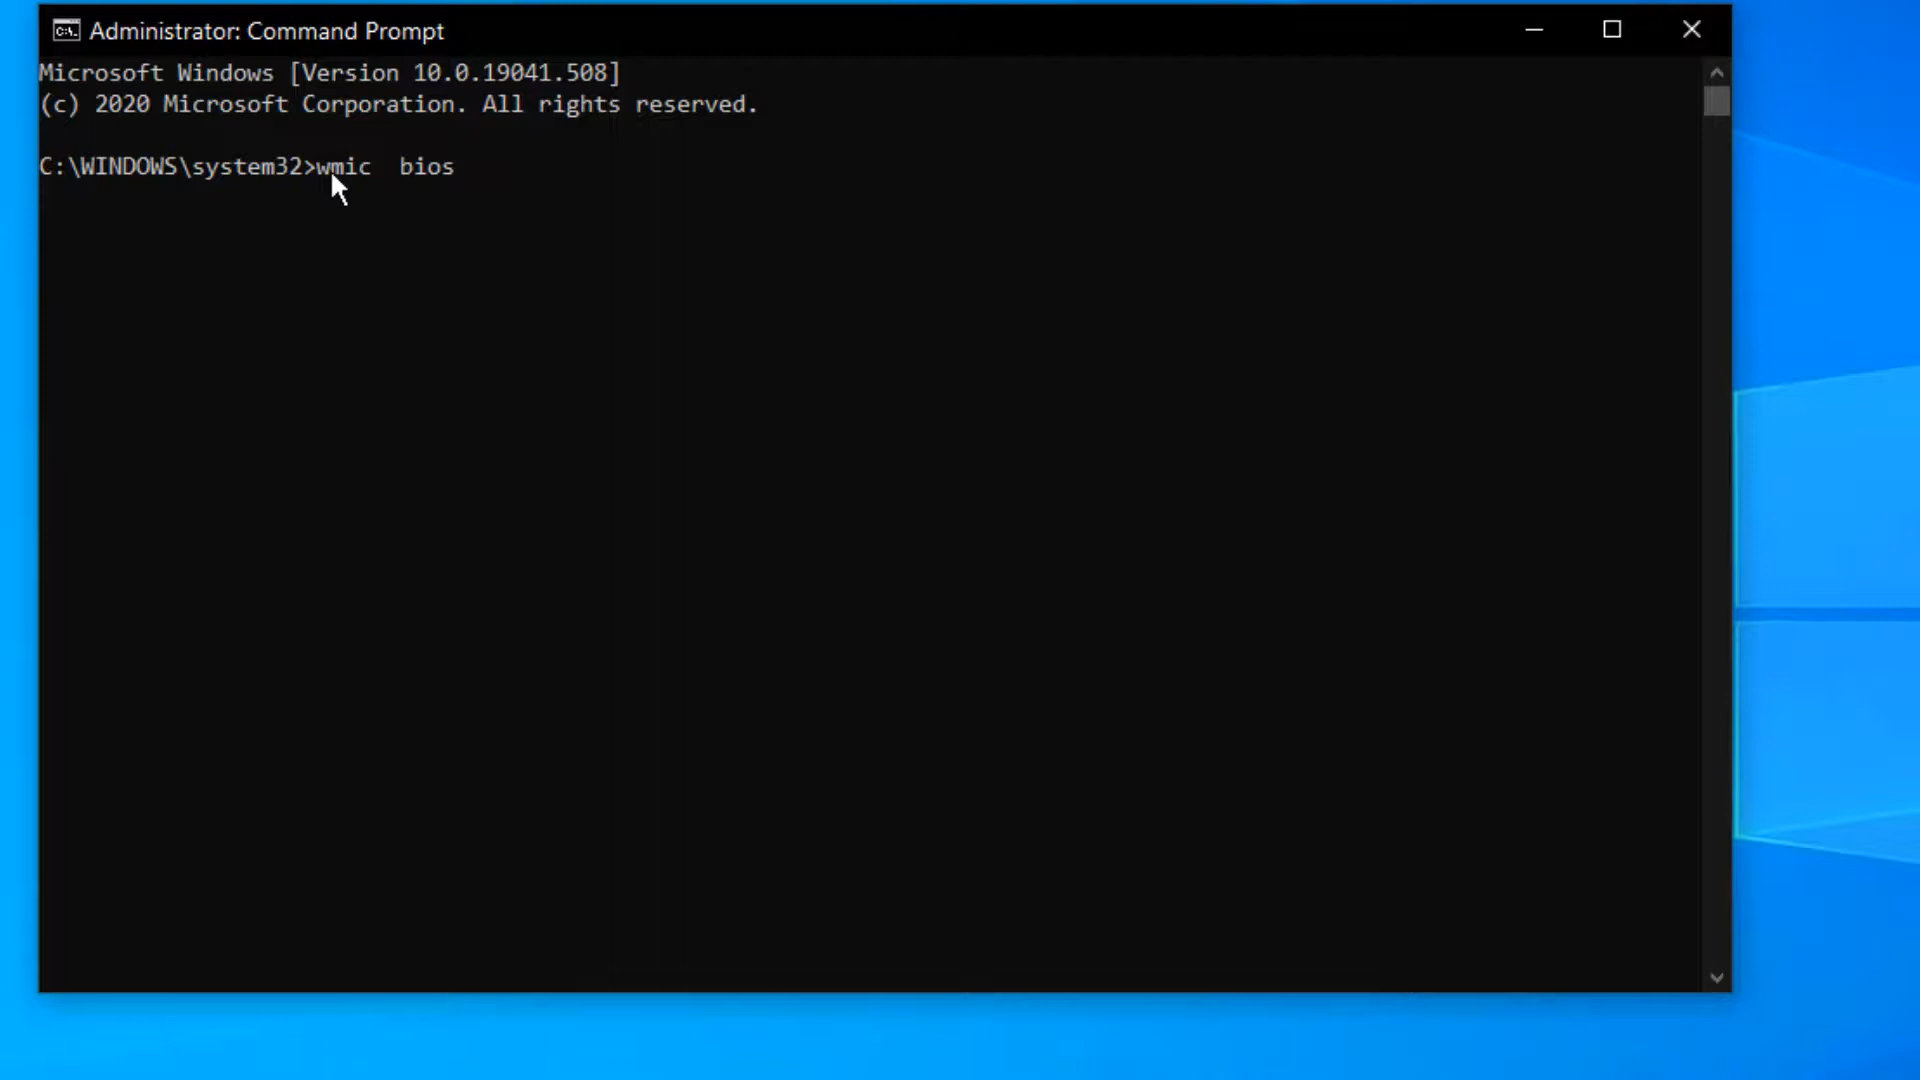 Administrator: Command Prompt
Microsoft Windows [Version 10.0.19041.508]
(c) 2020 Microsoft Corporation. All rights reserved.
C:\WINDOWS\system32>wmic  bios